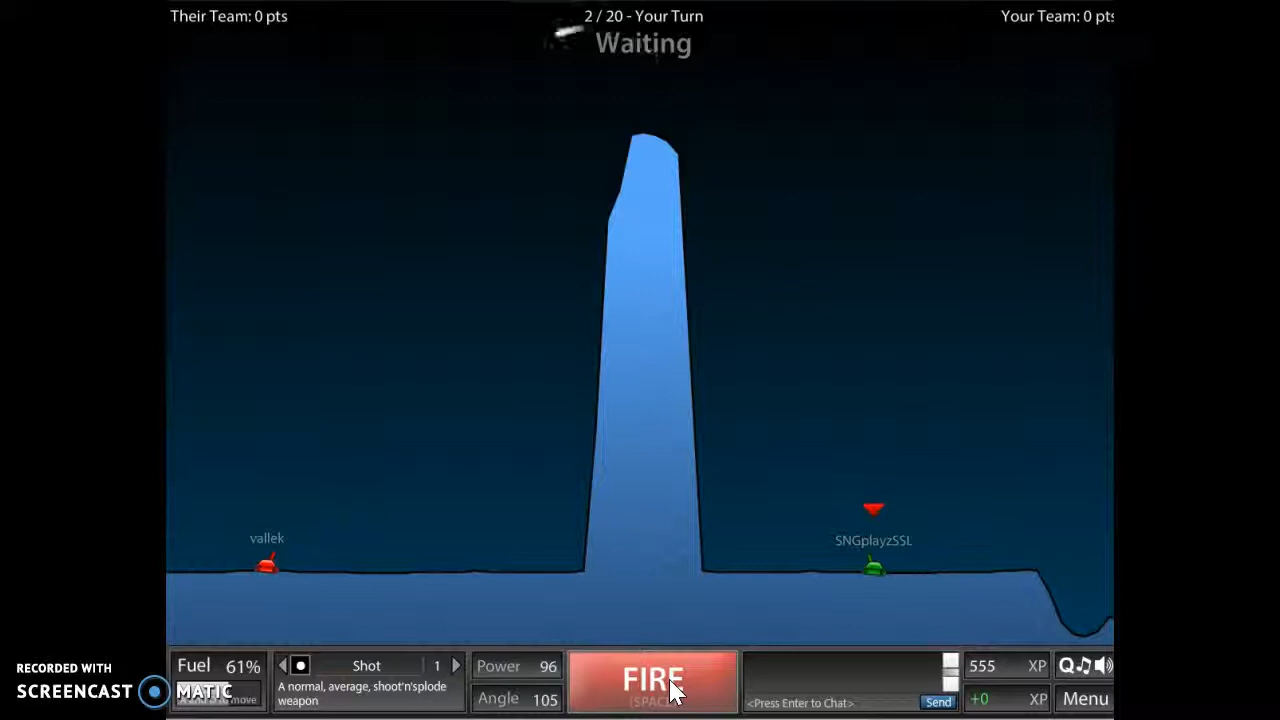 Their Team: 0 pts
2 / 20 - Your Turn
Your Team: 0 pts
Waiting
vallek
SNGplayzSSL
Fuel 61%
Shot 1
A normal, average, shoot'n'splode
weapon
Power 96
Angle 105
FIRE
<Press Enter to Chat>
Send
555 XP
+0 XP
Q
Menu
RECORDED WITH
SCREENCAST MATIC